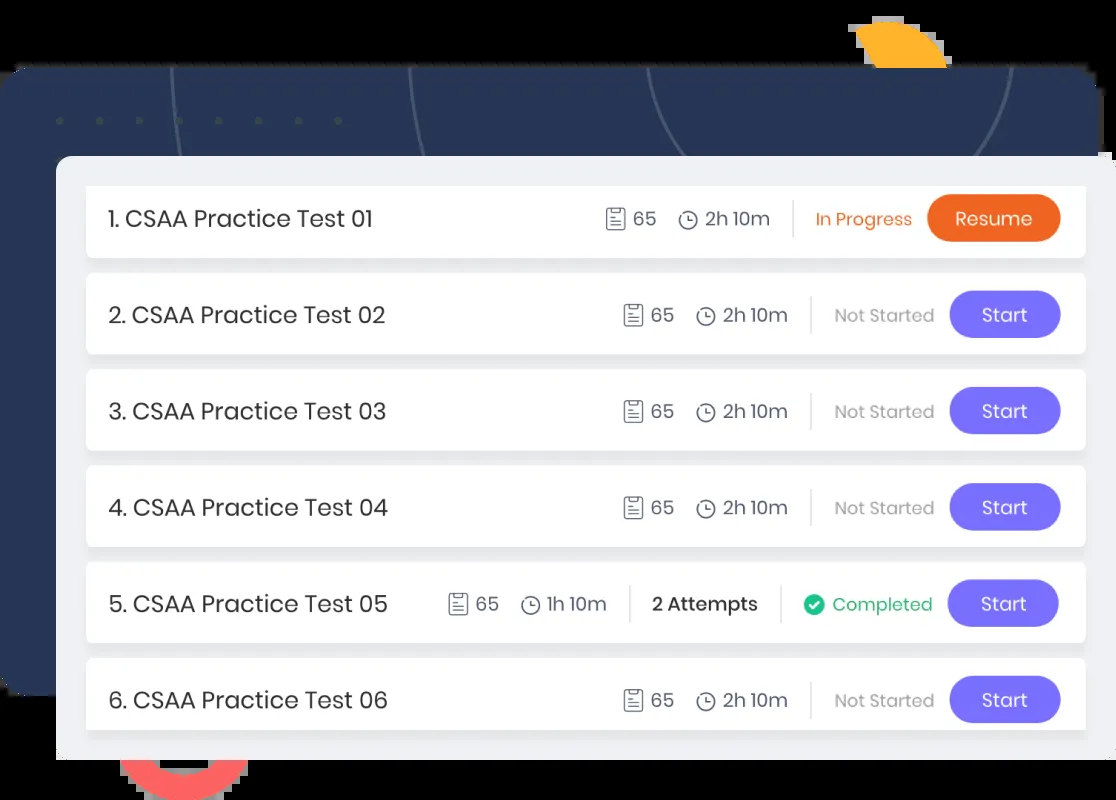 1. CSAA Practice Test 01 65 2h 10m In Progress Resume
2. CSAA Practice Test 02 65 2h 10m Not Started Start
3. CSAA Practice Test 03 65 2h 10m Not Started Start
4. CSAA Practice Test 04 65 2h 10m Not Started Start
5. CSAA Practice Test 05 65 1h 10m 2 Attempts Completed Start
6. CSAA Practice Test 06 65 2h 10m Not Started Start